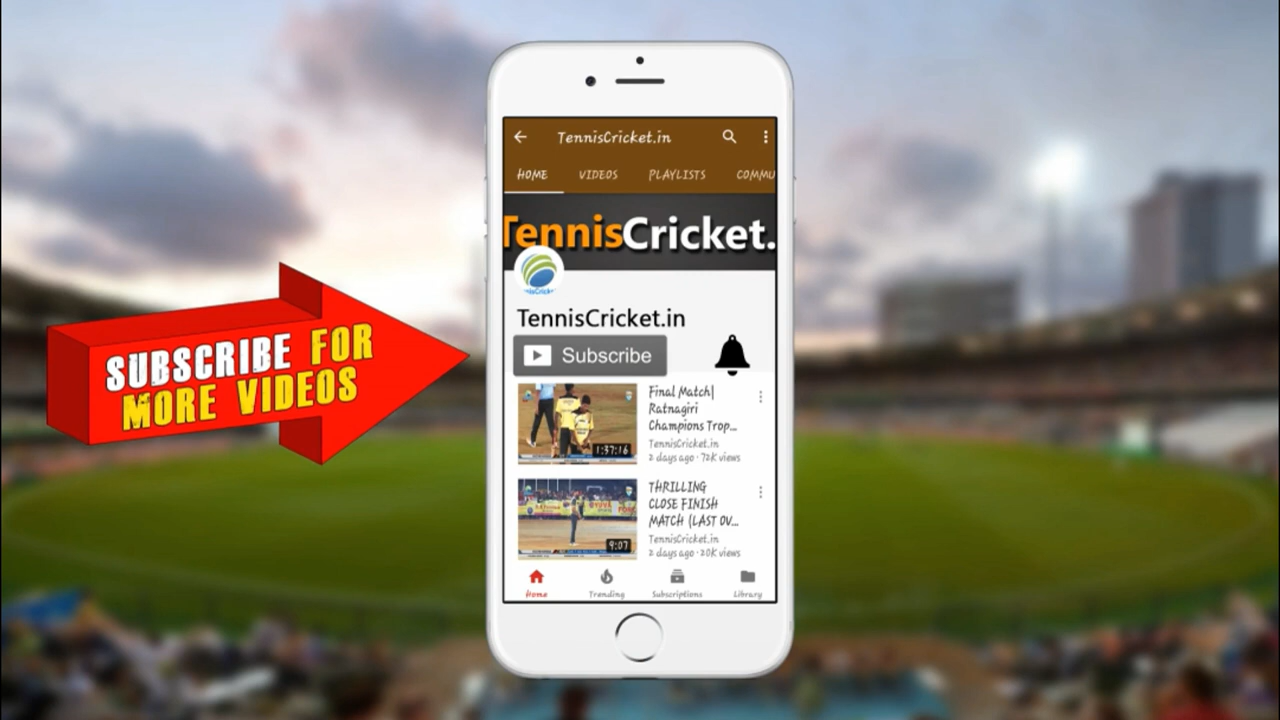 SUBSCRIBE FOR
MORE VIDEOS
TennisCricket.in
HOME VIDEOS PLAYLISTS COMMU
TennisCricket.
TennisCricket.in
Subscribe
Final Match|
Ratnagiri
Champions Trop...
TennisCricket.in
2 days ago · 72K views
1:37:16
THRILLING
CLOSE FINISH
MATCH (LAST OV...
TennisCricket.in
2 days ago · 20K views
9:07
Home Trending Subscriptions Library